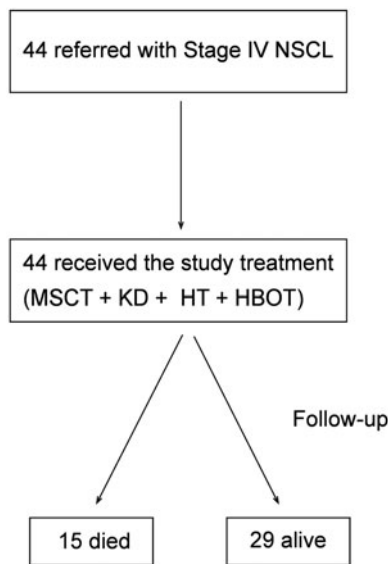 44 referred with Stage IV NSCL
44 received the study treatment
(MSCT + KD + HT + HBOT)
Follow-up
15 died
29 alive